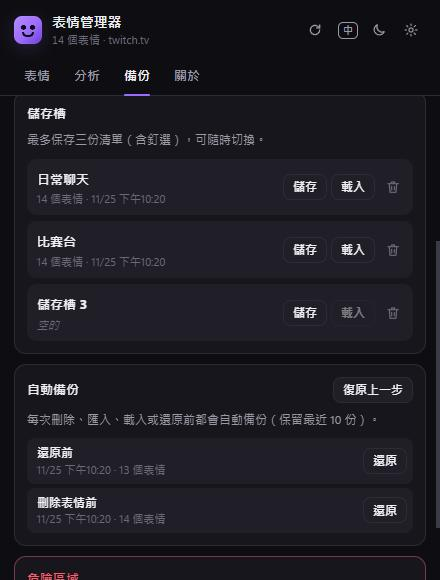 表情管理器
14 個表情 · twitch.tv
中
表情 分析 備份 關於
儲存槽
最多保存三份清單（含釘選），可隨時切換。
日常聊天
14 個表情 · 11/25 下午10:20
儲存 載入
比賽台
14 個表情 · 11/25 下午10:20
儲存 載入
儲存槽 3
空的
儲存 載入
自動備份
復原上一步
每次刪除、匯入、載入或還原前都會自動備份（保留最近 10 份）。
還原前
11/25 下午10:20 · 13 個表情
還原
刪除表情前
11/25 下午10:20 · 14 個表情
還原
危險區域